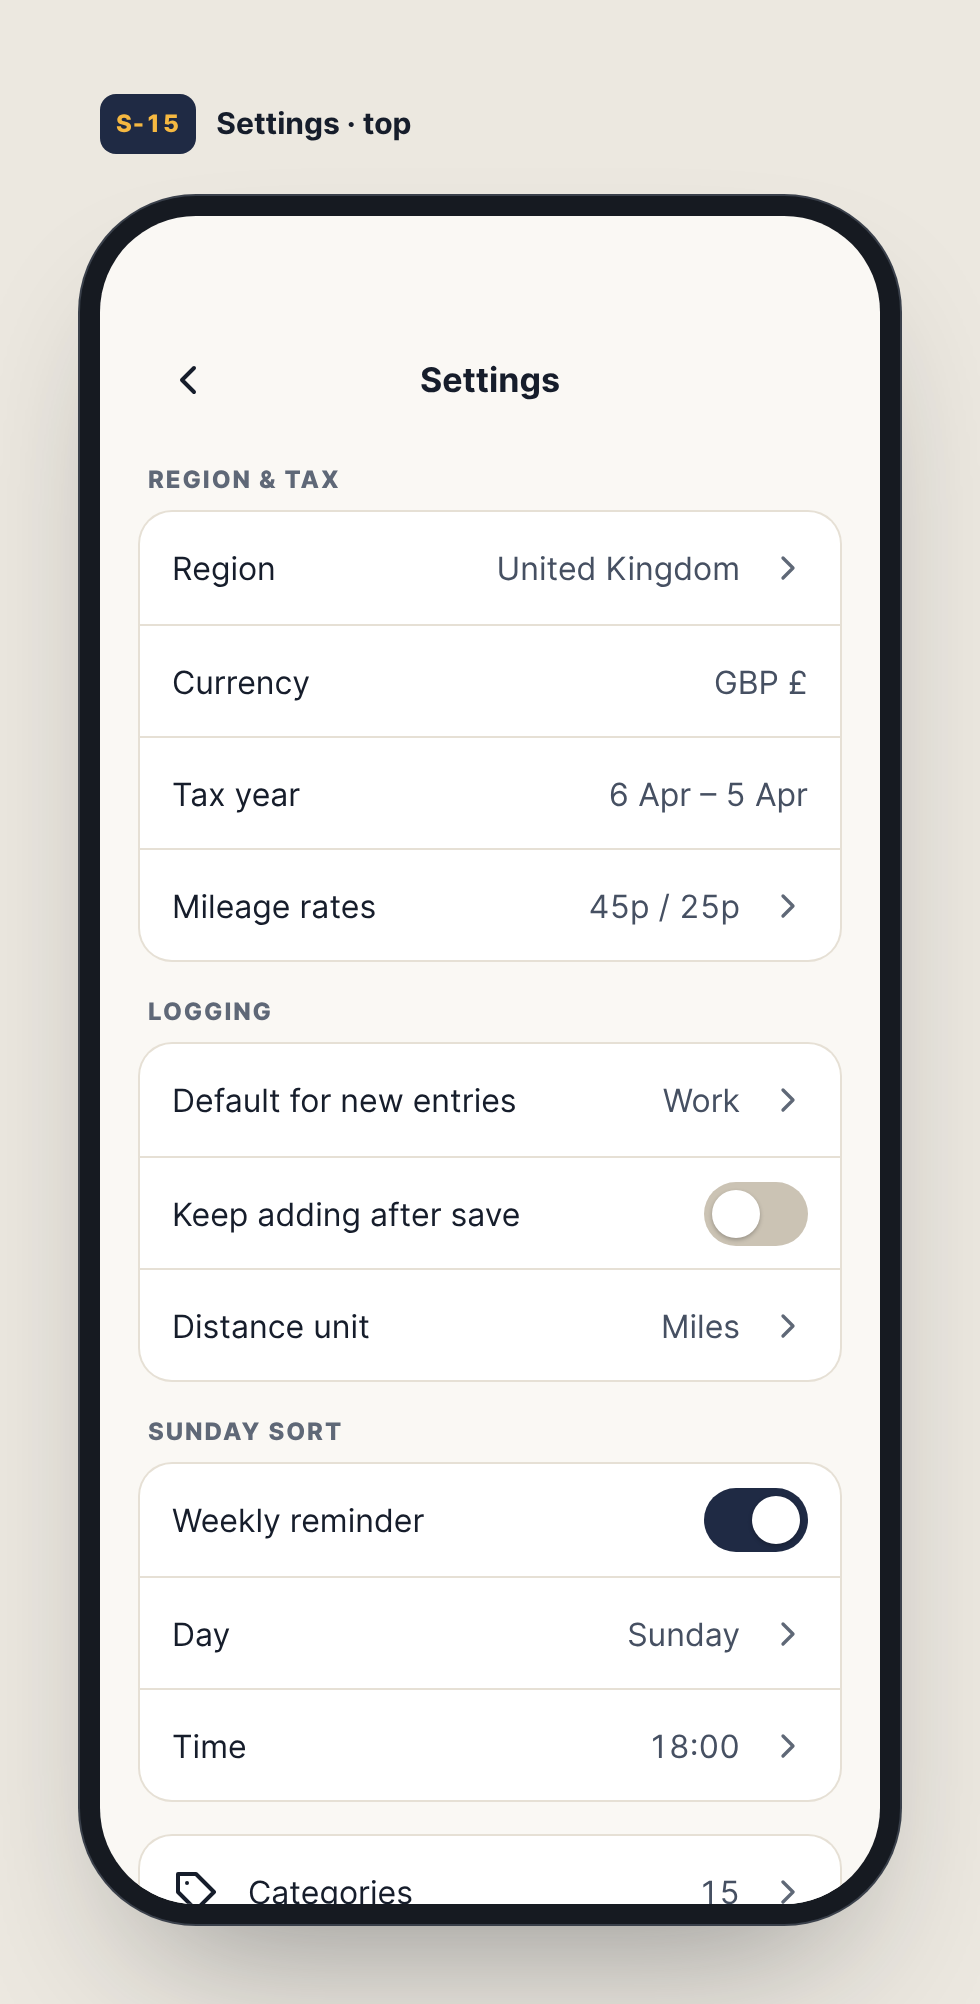 S-15 Settings · top
Settings
REGION & TAX
Region United Kingdom
Currency GBP £
Tax year 6 Apr – 5 Apr
Mileage rates 45p / 25p
LOGGING
Default for new entries Work
Keep adding after save
Distance unit Miles
SUNDAY SORT
Weekly reminder
Day Sunday
Time 18:00
Categories 15